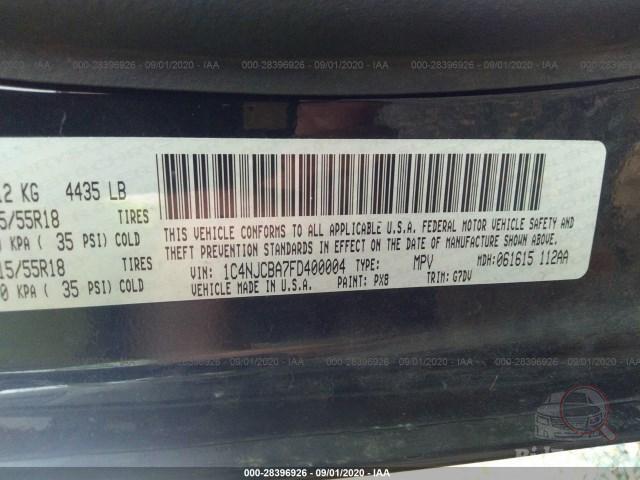 000-28396926 - 09/01/2020 - IAA
12 KG 4435 LB
5/55R18 TIRES
KPA ( 35 PSI) COLD
15/55R18 TIRES
0 KPA ( 35 PSI) COLD
THIS VEHICLE CONFORMS TO ALL APPLICABLE U.S.A. FEDERAL MOTOR VEHICLE SAFETY AND
THEFT PREVENTION STANDARDS IN EFFECT ON THE DATE OF MANUFACTURE SHOWN ABOVE.
VIN: 1C4NJCBA7FD400004 TYPE: MPV MDH: 061615 112AA
VEHICLE MADE IN U.S.A. PAINT: PX8 TRIM: G7DV
000-28396926 - 09/01/2020 - IAA